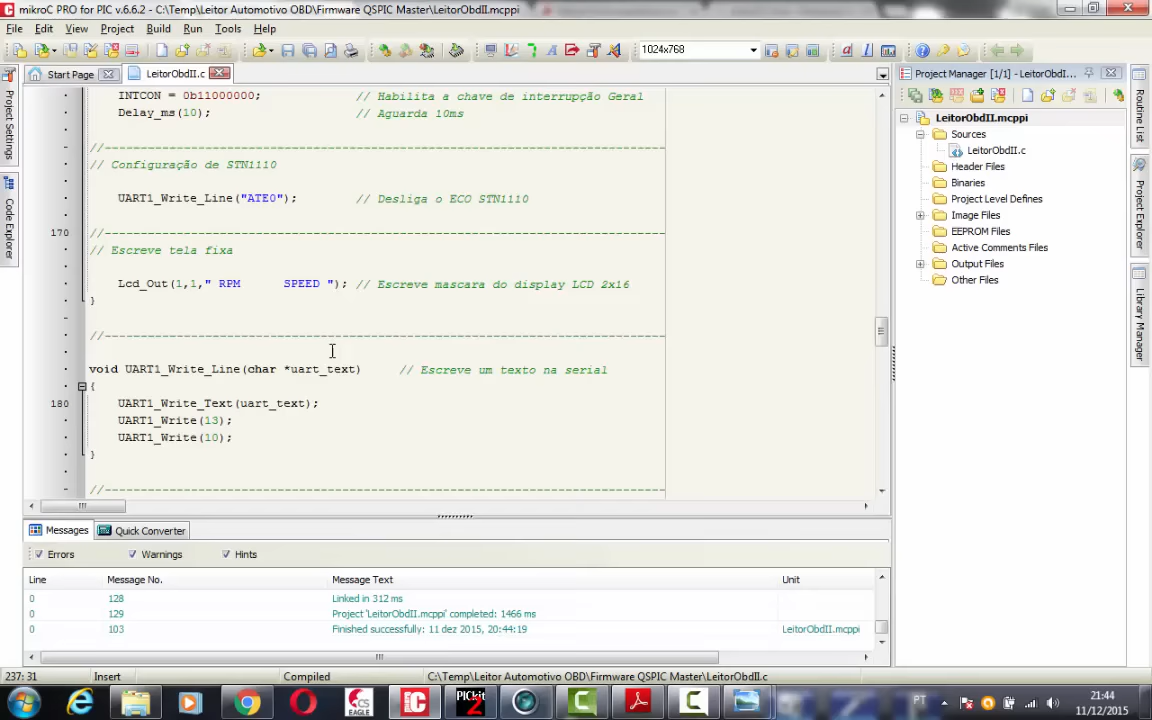 mikroC PRO for PIC v.6.6.2 - C:\Temp\Leitor Automotivo OBD\Firmware QSPIC Master\LeitorObdII.mcppi
File Edit View Project Build Run Tools Help
1024x768
Start Page
LeitorObdII.c
Project Manager [1/1] - LeitorObdI...
Project Settings
Code Explorer
INTCON = 0b11000000; // Habilita a chave de interrupção Geral
Delay_ms(10); // Aguarda 10ms
//------------------------------------------------------------------------------
// Configuração de STN1110
UART1_Write_Line("ATE0"); // Desliga o ECO STN1110
170 //------------------------------------------------------------------------------
// Escreve tela fixa
Lcd_Out(1,1," RPM      SPEED "); // Escreve mascara do display LCD 2x16
}
//------------------------------------------------------------------------------
void UART1_Write_Line(char *uart_text) // Escreve um texto na serial
{
180 UART1_Write_Text(uart_text);
UART1_Write(13);
UART1_Write(10);
}
//------------------------------------------------------------------------------
LeitorObdII.mcppi
Sources
LeitorObdII.c
Header Files
Binaries
Project Level Defines
Image Files
EEPROM Files
Active Comments Files
Output Files
Other Files
Routine List
Project Explorer
Library Manager
Messages
Quick Converter
Errors Warnings Hints
Line Message No. Message Text Unit
0 128 Linked in 312 ms
0 129 Project 'LeitorObdII.mcppi' completed: 1466 ms
0 103 Finished successfully: 11 dez 2015, 20:44:19 LeitorObdII.mcppi
237: 31 Insert Compiled C:\Temp\Leitor Automotivo OBD\Firmware QSPIC Master\LeitorObdII.c
CS
EAGLE
PICkit
2
PT
21:44
11/12/2015